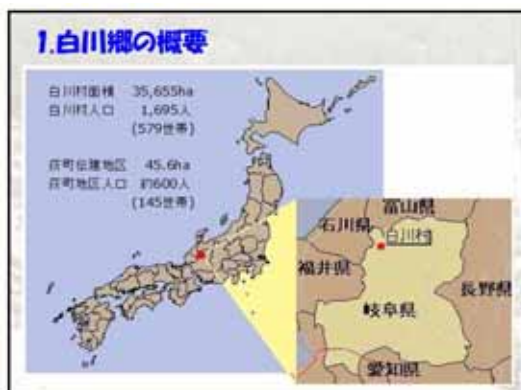 1.白川郷の概要
白川村面積 35,655ha
白川村人口 1,695人
(579世帯)
荻町伝建地区 45.6ha
荻町地区人口 約600人
(145世帯)
富山県
石川県
白川村
福井県
長野県
岐阜県
愛知県